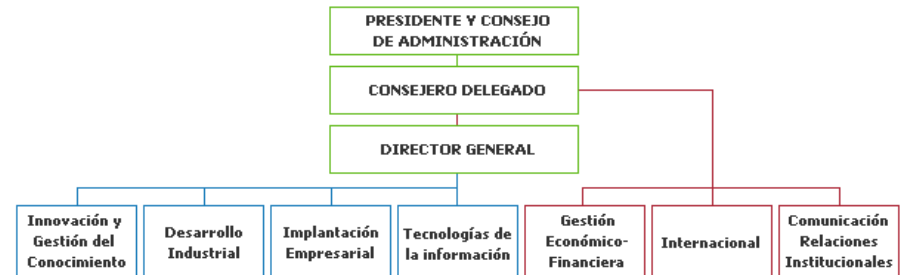 PRESIDENTE Y CONSEJO
DE ADMINISTRACIÓN
CONSEJERO DELEGADO
DIRECTOR GENERAL
Innovación y
Gestión del
Conocimiento
Desarrollo
Industrial
Implantación
Empresarial
Tecnologías de
la información
Gestión
Económico-
Financiera
Internacional
Comunicación
Relaciones
Institucionales